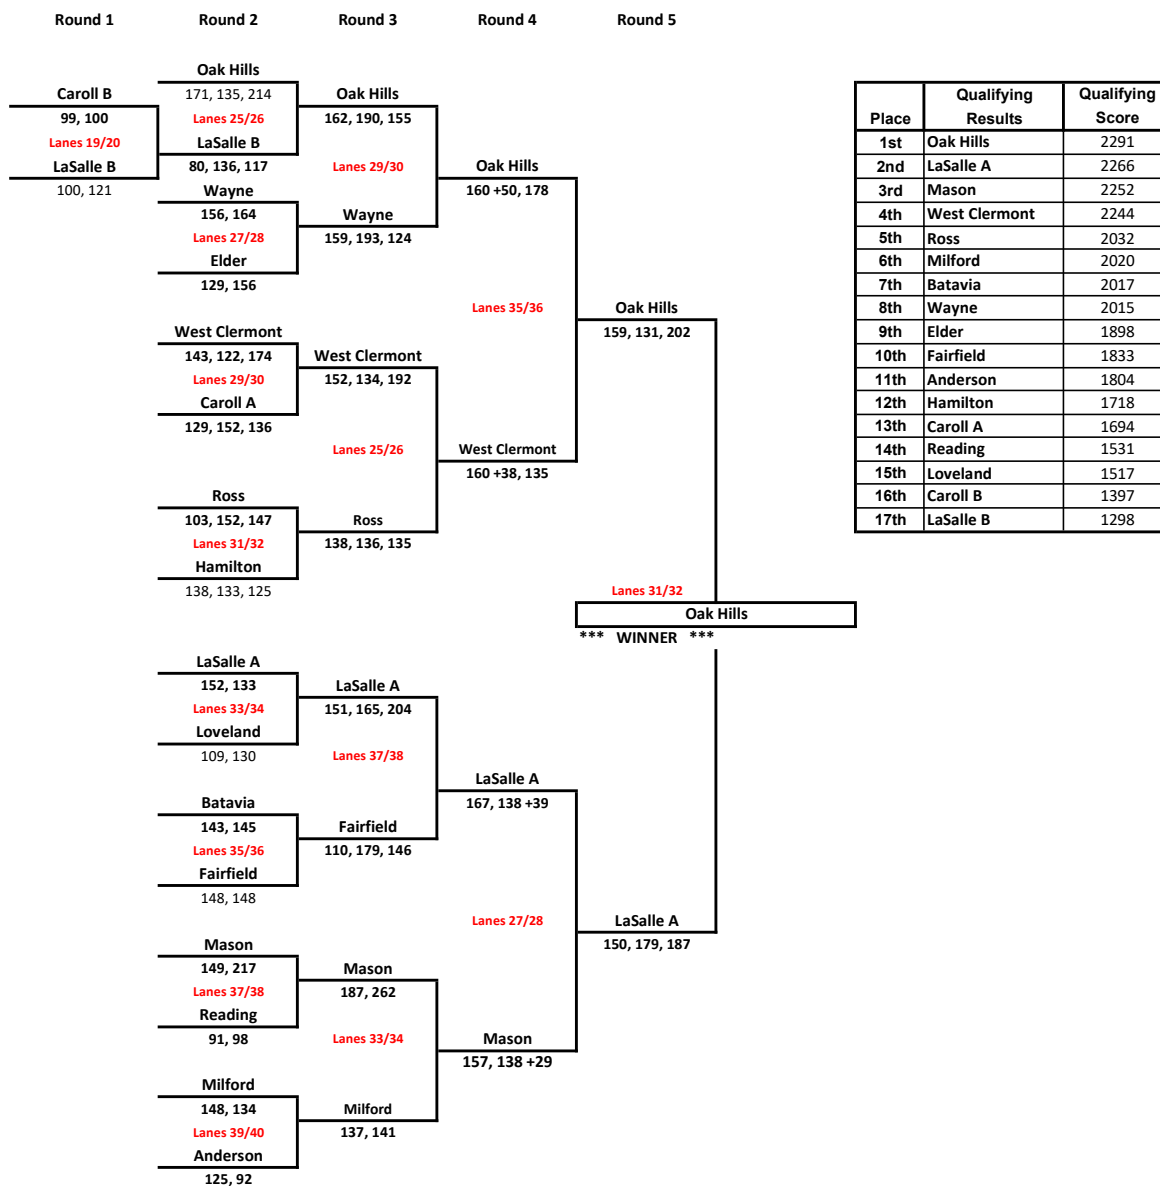 Round 1 Round 2 Round 3 Round 4 Round 5
Oak Hills
171, 135, 214
Caroll B
99, 100
Lanes 19/20
LaSalle B
100, 121
Lanes 25/26
LaSalle B
80, 136, 117
Oak Hills
162, 190, 155
Lanes 29/30
Wayne
156, 164
Lanes 27/28
Elder
129, 156
Wayne
159, 193, 124
Oak Hills
160 +50, 178
Lanes 35/36
West Clermont
143, 122, 174
Lanes 29/30
Caroll A
129, 152, 136
West Clermont
152, 134, 192
Lanes 25/26
Ross
103, 152, 147
Lanes 31/32
Hamilton
138, 133, 125
Ross
138, 136, 135
West Clermont
160 +38, 135
Oak Hills
159, 131, 202
Lanes 31/32
Oak Hills
*** WINNER ***
LaSalle A
152, 133
Lanes 33/34
Loveland
109, 130
LaSalle A
151, 165, 204
Lanes 37/38
Batavia
143, 145
Lanes 35/36
Fairfield
148, 148
Fairfield
110, 179, 146
LaSalle A
167, 138 +39
Lanes 27/28
LaSalle A
150, 179, 187
Mason
149, 217
Lanes 37/38
Reading
91, 98
Mason
187, 262
Lanes 33/34
Mason
157, 138 +29
Milford
148, 134
Lanes 39/40
Anderson
125, 92
Milford
137, 141
Place Qualifying Results Qualifying Score
1st Oak Hills 2291
2nd LaSalle A 2266
3rd Mason 2252
4th West Clermont 2244
5th Ross 2032
6th Milford 2020
7th Batavia 2017
8th Wayne 2015
9th Elder 1898
10th Fairfield 1833
11th Anderson 1804
12th Hamilton 1718
13th Caroll A 1694
14th Reading 1531
15th Loveland 1517
16th Caroll B 1397
17th LaSalle B 1298